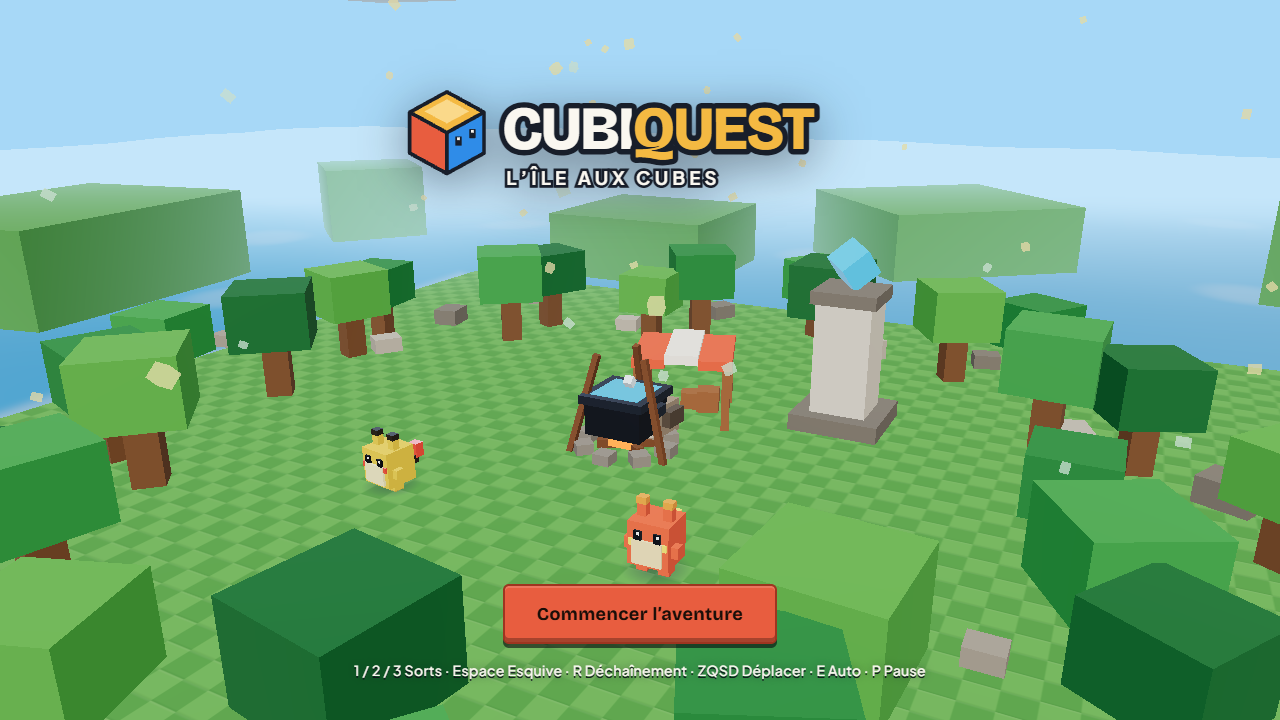 CUBIQUEST
L'ÎLE AUX CUBES
Commencer l'aventure
1 / 2 / 3 Sorts · Espace Esquive · R Déchaînement · ZQSD Déplacer · E Auto · P Pause